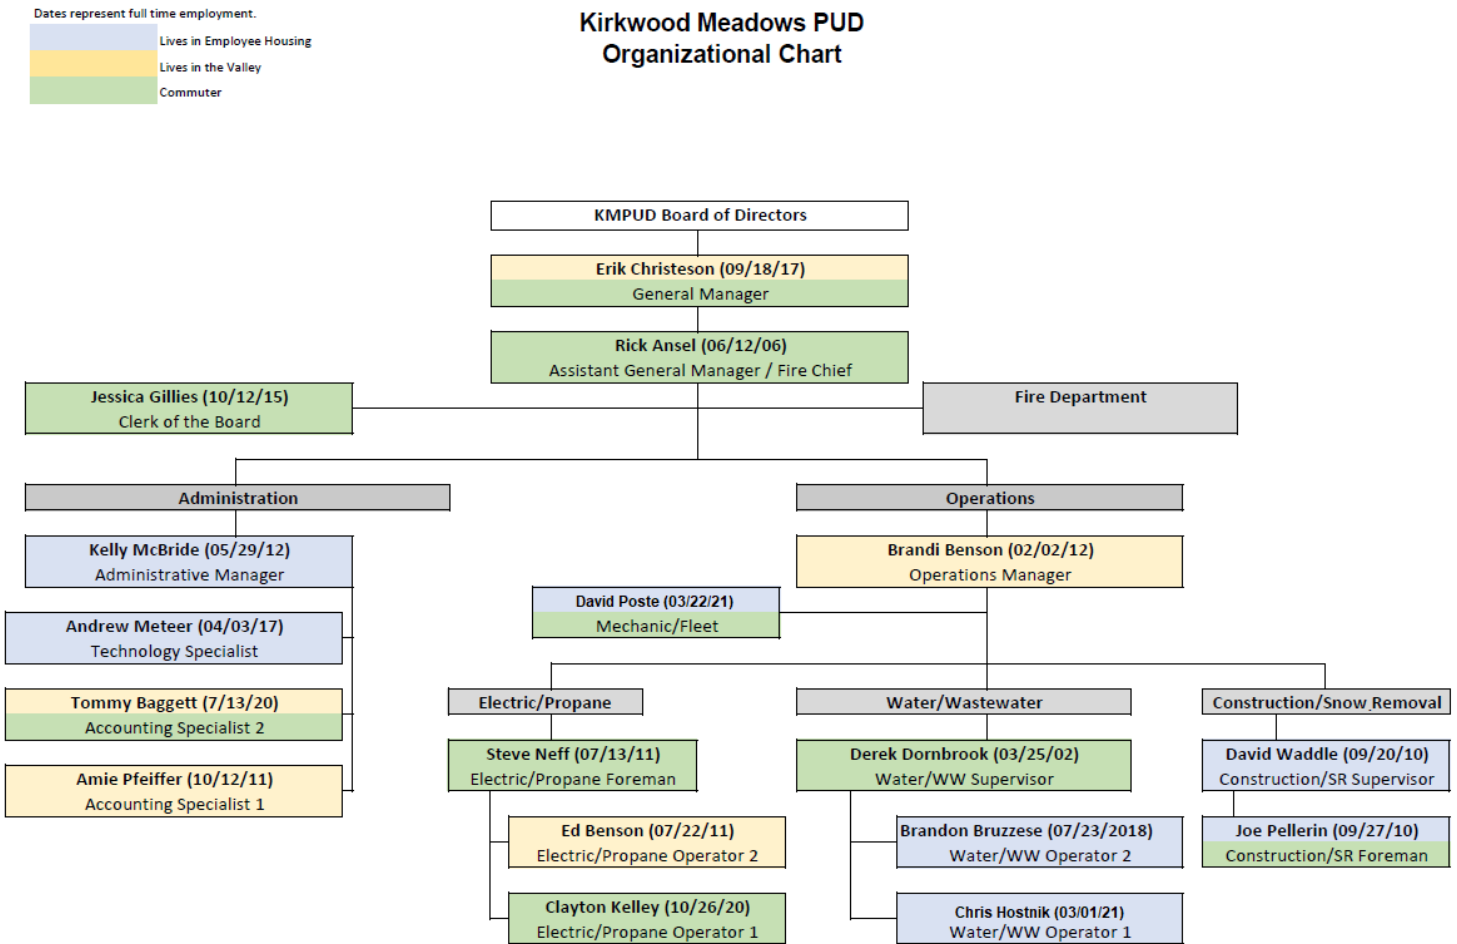 Dates represent full time employment.
Lives in Employee Housing
Lives in the Valley
Commuter
Kirkwood Meadows PUD
Organizational Chart
KMPUD Board of Directors
Erik Christeson (09/18/17)
General Manager
Rick Ansel (06/12/06)
Assistant General Manager / Fire Chief
Jessica Gillies (10/12/15)
Clerk of the Board
Fire Department
Administration
Kelly McBride (05/29/12)
Administrative Manager
Andrew Meteer (04/03/17)
Technology Specialist
Tommy Baggett (7/13/20)
Accounting Specialist 2
Amie Pfeiffer (10/12/11)
Accounting Specialist 1
Operations
Brandi Benson (02/02/12)
Operations Manager
David Poste (03/22/21)
Mechanic/Fleet
Electric/Propane
Steve Neff (07/13/11)
Electric/Propane Foreman
Ed Benson (07/22/11)
Electric/Propane Operator 2
Clayton Kelley (10/26/20)
Electric/Propane Operator 1
Water/Wastewater
Derek Dornbrook (03/25/02)
Water/WW Supervisor
Brandon Bruzzese (07/23/2018)
Water/WW Operator 2
Chris Hostnik (03/01/21)
Water/WW Operator 1
Construction/Snow Removal
David Waddle (09/20/10)
Construction/SR Supervisor
Joe Pellerin (09/27/10)
Construction/SR Foreman